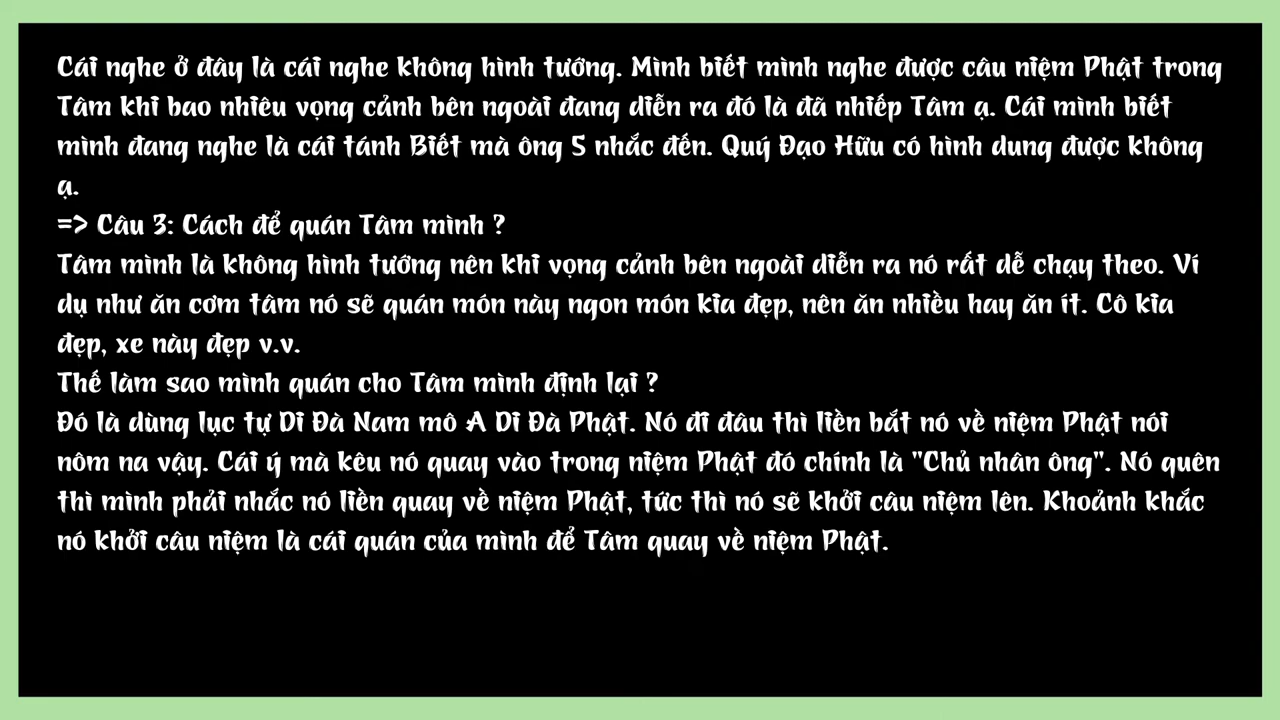 Cái nghe ở đây là cái nghe không hình tướng. Mình biết mình nghe được câu niệm Phật trong
Tâm khi bao nhiêu vọng cảnh bên ngoài đang diễn ra đó là đã nhiếp Tâm ạ. Cái mình biết
mình đang nghe là cái tánh Biết mà ông 5 nhắc đến. Quý Đạo Hữu có hình dung được không
ạ.
=> Câu 3: Cách để quán Tâm mình ?
Tâm mình là không hình tướng nên khi vọng cảnh bên ngoài diễn ra nó rất dễ chạy theo. Ví
dụ như ăn cơm tâm nó sẽ quán món này ngon món kia đẹp, nên ăn nhiều hay ăn ít. Cô kia
đẹp, xe này đẹp v.v.
Thế làm sao mình quán cho Tâm mình định lại ?
Đó là dùng lục tự Di Đà Nam mô A Di Đà Phật. Nó đi đâu thì liền bắt nó về niệm Phật nói
nôm na vậy. Cái ý mà kêu nó quay vào trong niệm Phật đó chính là "Chủ nhân ông". Nó quên
thì mình phải nhắc nó liền quay về niệm Phật, tức thì nó sẽ khởi câu niệm lên. Khoảnh khắc
nó khởi câu niệm là cái quán của mình để Tâm quay về niệm Phật.